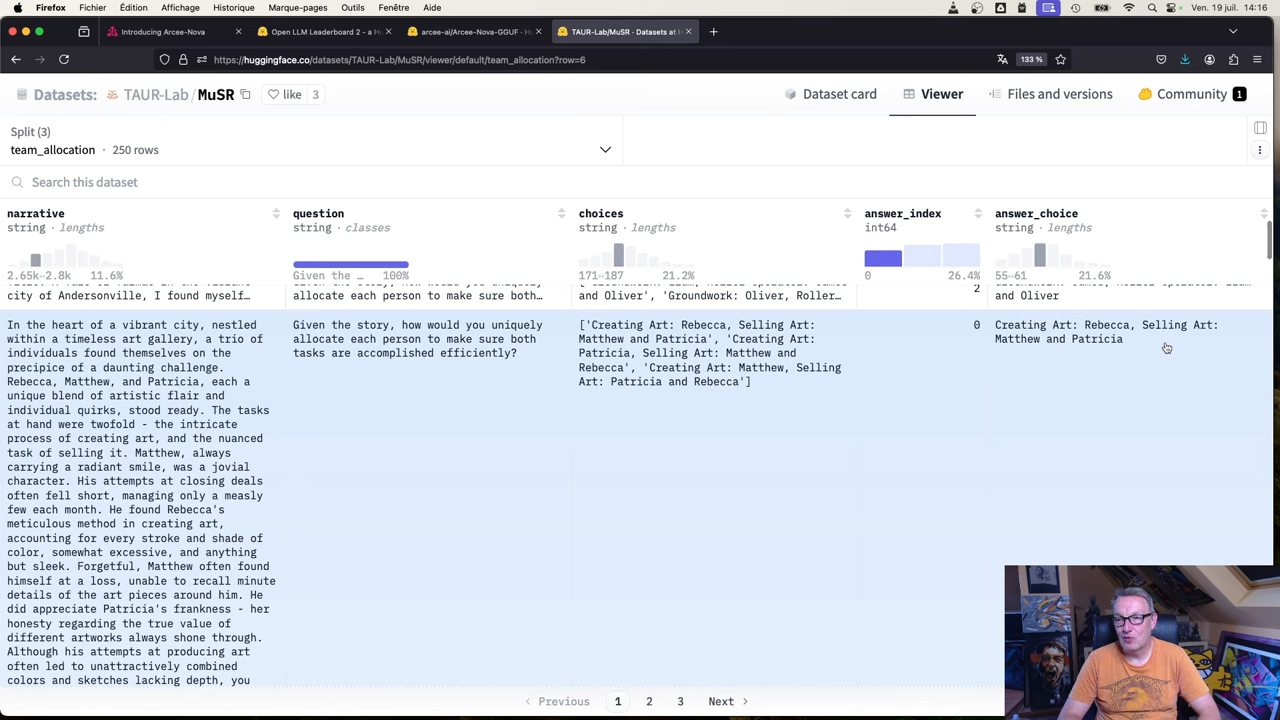 Firefox Fichier Édition Affichage Historique Marque-pages Outils Fenêtre Aide
Ven. 19 juil. 14:16
Introducing Arcee-Nova
Open LLM Leaderboard 2 - a H
arcee-ai/Arcee-Nova-GGUF · H
TAUR-Lab/MuSR · Datasets at H
https://huggingface.co/datasets/TAUR-Lab/MuSR/viewer/default/team_allocation?row=6
133 %
Datasets: TAUR-Lab / MuSR like 3
Dataset card Viewer Files and versions Community 1
Split (3)
team_allocation · 250 rows
Search this dataset
narrative
string · lengths
2.65k↔2.8k 11.6%
question
string · classes
Given the … 100%
choices
string · lengths
171↔187 21.2%
answer_index
int64
0 26.4%
answer_choice
string · lengths
55↔61 21.6%
city of Andersonville, I found myself…
allocate each person to make sure both…
and Oliver', 'Groundwork: Oliver, Roller…
2
and Oliver
In the heart of a vibrant city, nestled
within a timeless art gallery, a trio of
individuals found themselves on the
precipice of a daunting challenge.
Rebecca, Matthew, and Patricia, each a
unique blend of artistic flair and
individual quirks, stood ready. The tasks
at hand were twofold - the intricate
process of creating art, and the nuanced
task of selling it. Matthew, always
carrying a radiant smile, was a jovial
character. His attempts at closing deals
often fell short, managing only a measly
few each month. He found Rebecca's
meticulous method in creating art,
accounting for every stroke and shade of
color, somewhat excessive, and anything
but sleek. Forgetful, Matthew often found
himself at a loss, unable to recall minute
details of the art pieces around him. He
did appreciate Patricia's frankness - her
honesty regarding the true value of
different artworks always shone through.
Although his attempts at producing art
often led to unattractively combined
colors and sketches lacking depth, you
Given the story, how would you uniquely
allocate each person to make sure both
tasks are accomplished efficiently?
['Creating Art: Rebecca, Selling Art:
Matthew and Patricia', 'Creating Art:
Patricia, Selling Art: Matthew and
Rebecca', 'Creating Art: Matthew, Selling
Art: Patricia and Rebecca']
0
Creating Art: Rebecca, Selling Art:
Matthew and Patricia
Previous 1 2 3 Next